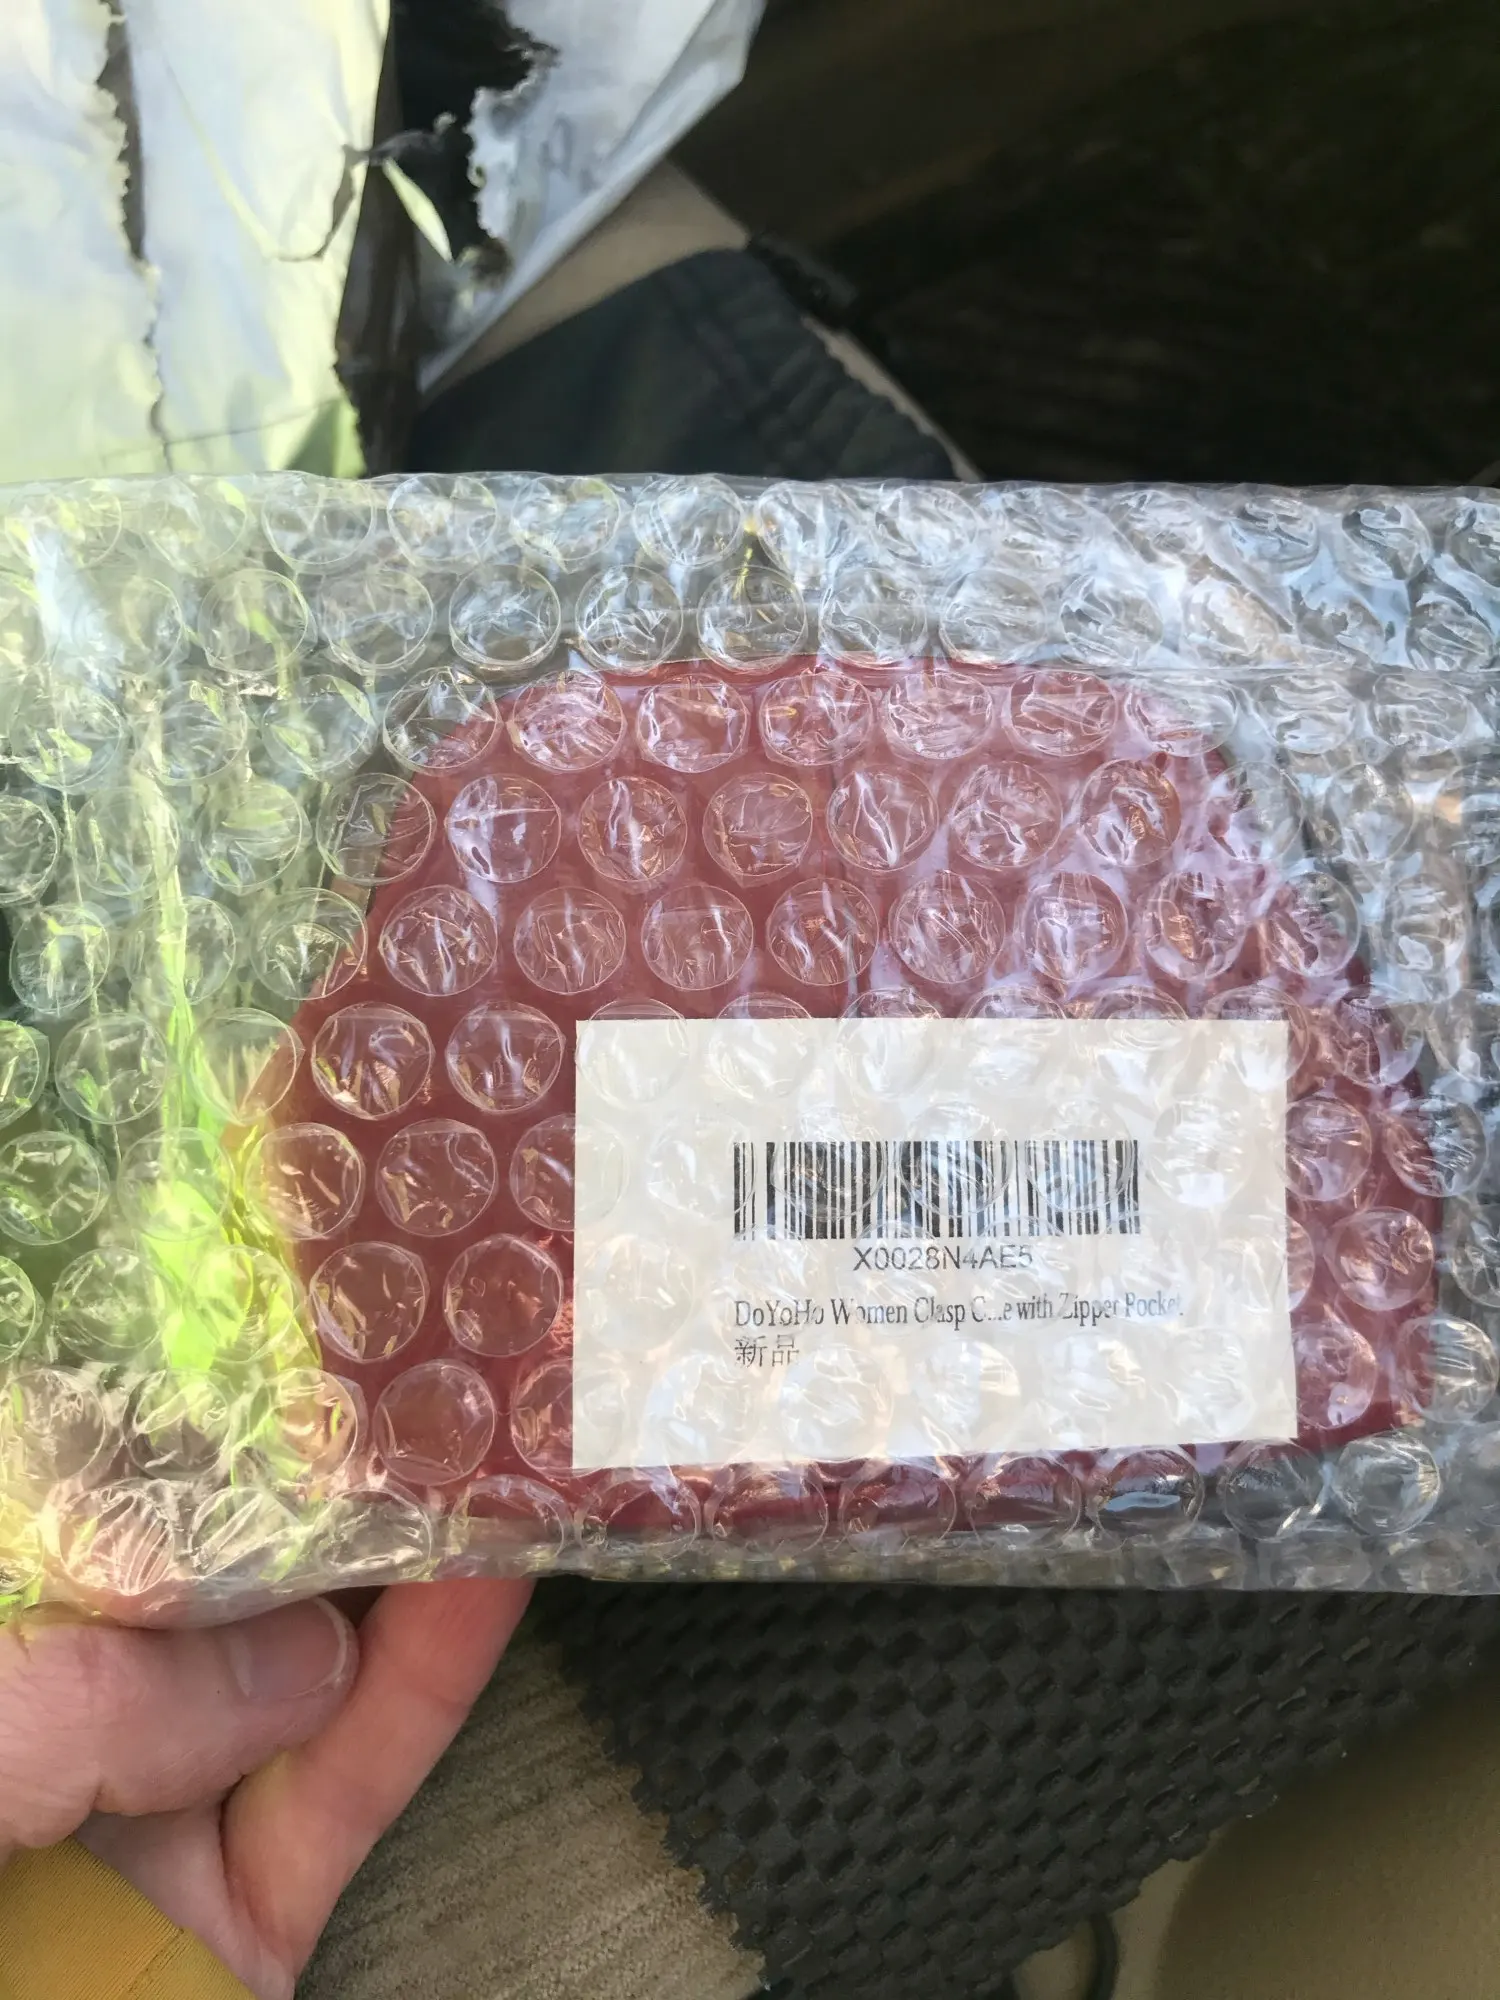 X0028N4AE5
DoYoHo Women Clasp C...e with Zipper Pocket.
新品